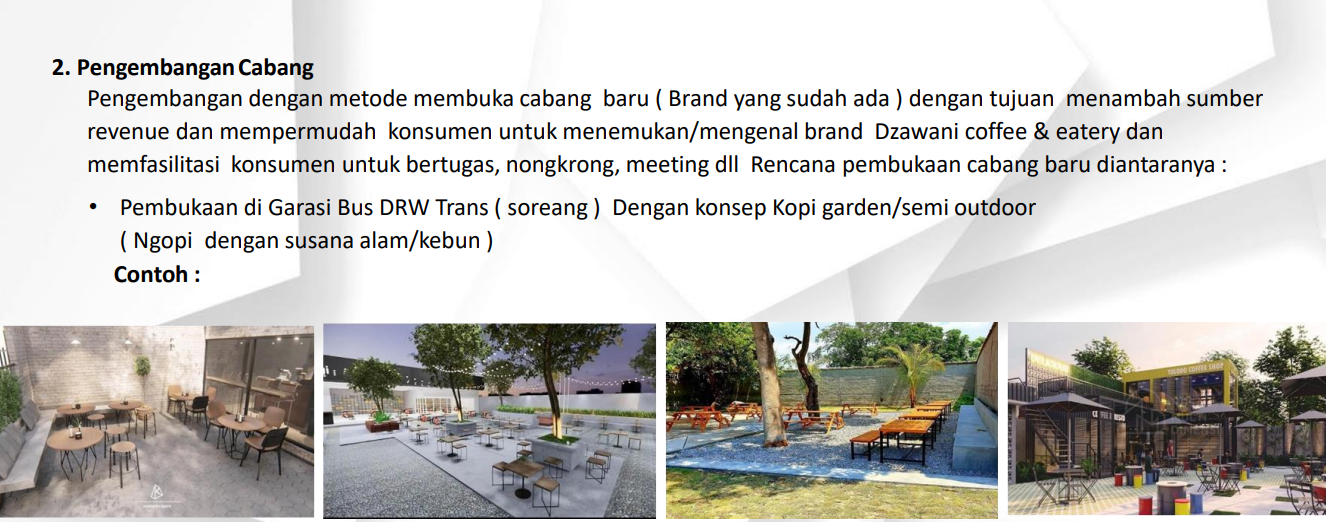 2. Pengembangan Cabang
Pengembangan dengan metode membuka cabang baru ( Brand yang sudah ada ) dengan tujuan menambah sumber
revenue dan mempermudah konsumen untuk menemukan/mengenal brand Dzawani coffee & eatery dan
memfasilitasi konsumen untuk bertugas, nongkrong, meeting dll Rencana pembukaan cabang baru diantaranya :
• Pembukaan di Garasi Bus DRW Trans ( soreang ) Dengan konsep Kopi garden/semi outdoor
( Ngopi dengan susana alam/kebun )
Contoh :
COFFEE SHOP